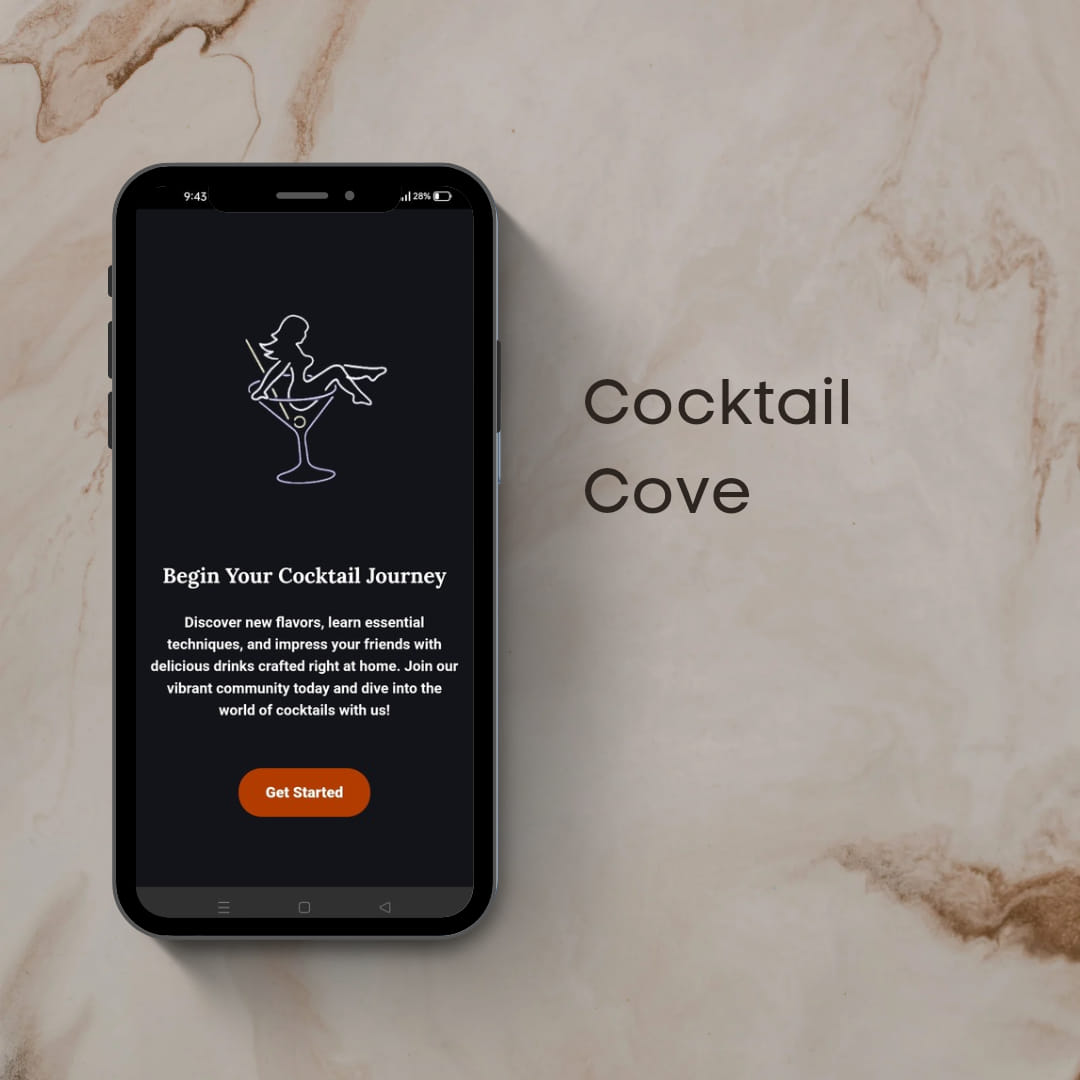 9:43
28%
Cocktail
Cove
Begin Your Cocktail Journey
Discover new flavors, learn essential
techniques, and impress your friends with
delicious drinks crafted right at home. Join our
vibrant community today and dive into the
world of cocktails with us!
Get Started